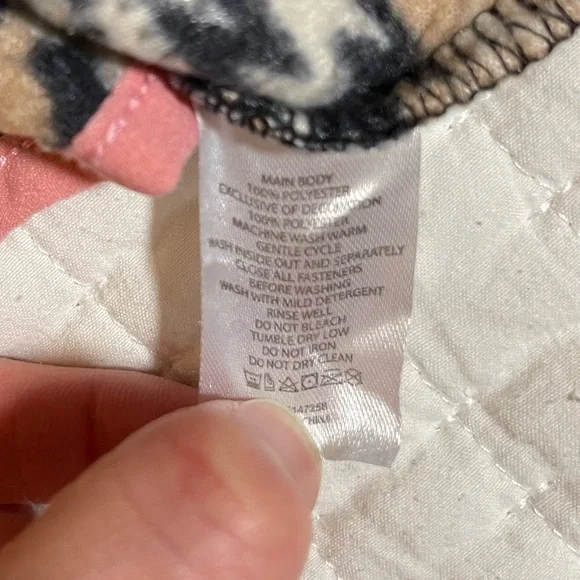 MAIN BODY
100% POLYESTER
EXCLUSIVE OF DECORATION
100% POLYESTER
MACHINE WASH WARM
GENTLE CYCLE
WASH INSIDE OUT AND SEPARATELY
CLOSE ALL FASTENERS
BEFORE WASHING
WASH WITH MILD DETERGENT
RINSE WELL
DO NOT BLEACH
TUMBLE DRY LOW
DO NOT IRON
DO NOT DRY CLEAN